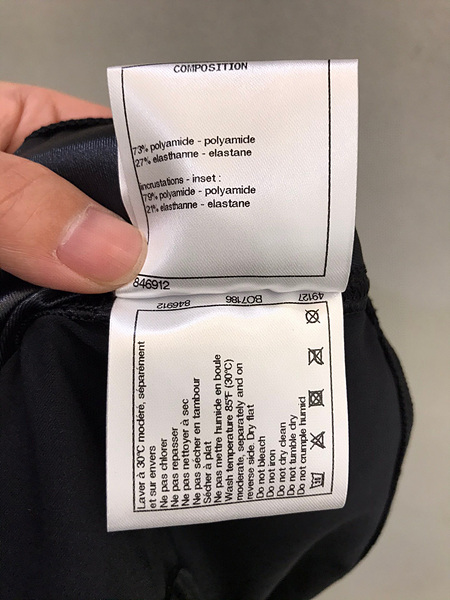 COMPOSITION
73% polyamide - polyamide
27% elasthanne - elastane
incrustations - inset :
79% polyamide - polyamide
21% elasthanne - elastane
846912
49127 BO7186 846912
Laver à 30°C modéré, séparément
et sur envers
Ne pas chlorer
Ne pas repasser
Ne pas nettoyer à sec
Ne pas sécher en tambour
Sécher à plat
Ne pas mettre humide en boule
Wash temperature 85°F (30°C)
moderate, separately and on
reverse side. Dry flat
Do not bleach
Do not iron
Do not dry clean
Do not tumble dry
Do not crumple humid